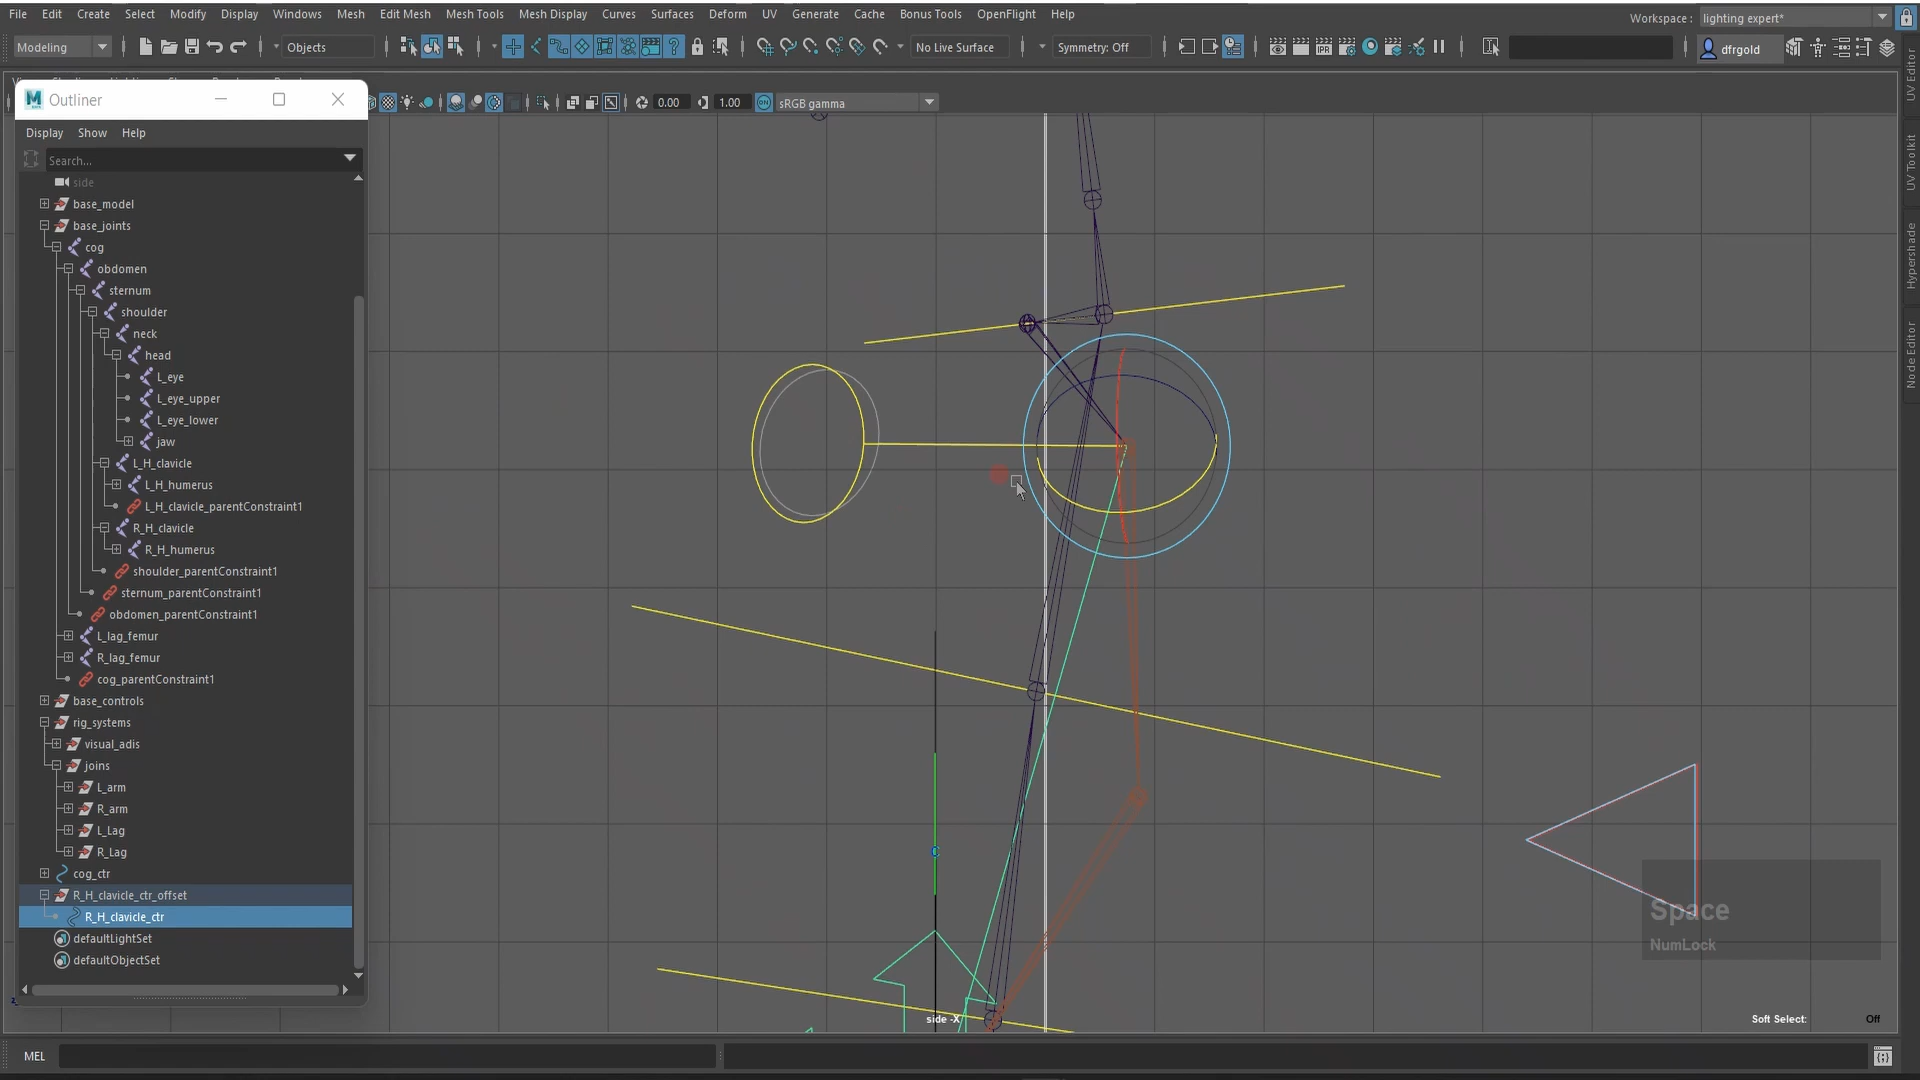 File Edit Create Select Modify Display Windows Mesh Edit Mesh Mesh Tools Mesh Display Curves Surfaces Deform UV Generate Cache Bonus Tools OpenFlight Help
Workspace : lighting expert*
Modeling Objects No Live Surface Symmetry: Off dfrgold
Outliner
0.00 1.00 sRGB gamma
Display Show Help
Search...
side
base_model
base_joints
cog
obdomen
sternum
shoulder
neck
head
L_eye
L_eye_upper
L_eye_lower
jaw
L_H_clavicle
L_H_humerus
L_H_clavicle_parentConstraint1
R_H_clavicle
R_H_humerus
shoulder_parentConstraint1
sternum_parentConstraint1
obdomen_parentConstraint1
L_lag_femur
R_lag_femur
cog_parentConstraint1
base_controls
rig_systems
visual_adis
joins
L_arm
R_arm
L_Lag
R_Lag
cog_ctr
R_H_clavicle_ctr_offset
R_H_clavicle_ctr
defaultLightSet
defaultObjectSet
UV Editor
UV Toolkit
Hypershade
Node Editor
Space
NumLock
side -X
Soft Select: Off
MEL